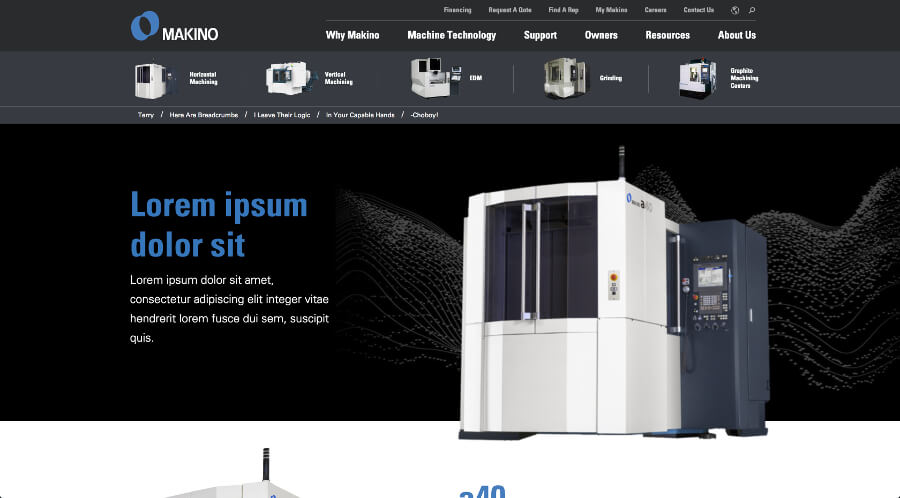 Financing Request A Qote Find A Rep My Makino Careers Contact Us
MAKINO
Why Makino Machine Technology Support Owners Resources About Us
Horizontal
Machining
Vertical
Machining
EDM
Grinding
Graphite
Machining
Centers
Terry / Here Are Breadcrumbs / I Leave Their Logic / In Your Capable Hands / -Choboy!
Lorem ipsum
dolor sit
Lorem ipsum dolor sit amet,
consectetur adipiscing elit integer vitae
hendrerit lorem fusce dui sem, suscipit
quis.
a40
a40